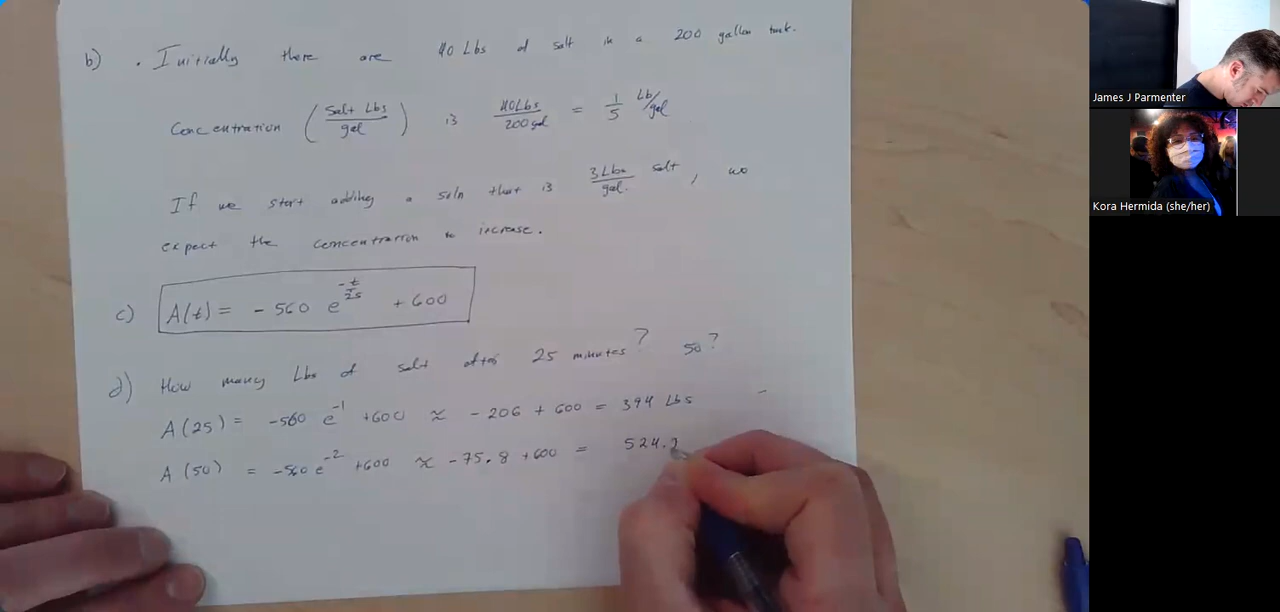 b) . Initially there are 40 Lbs of salt in a 200 gallon tank.
Concentration ( Salt Lbs / gal ) is 40Lbs / 200gal = 1/5 Lb/gal
If we start adding a soln that is 3 Lbs / gal. salt , we
expect the concentration to increase.
c) A(t) = - 560 e^{-t/25} + 600
d) How many Lbs of salt after 25 minutes? 50?
A(25) = -560 e^{-1} +600 ≈ - 206 + 600 = 394 Lbs
A(50) = -560 e^{-2} +600 ≈ -75.8 +600 = 524.2
James J Parmenter
Kora Hermida (she/her)